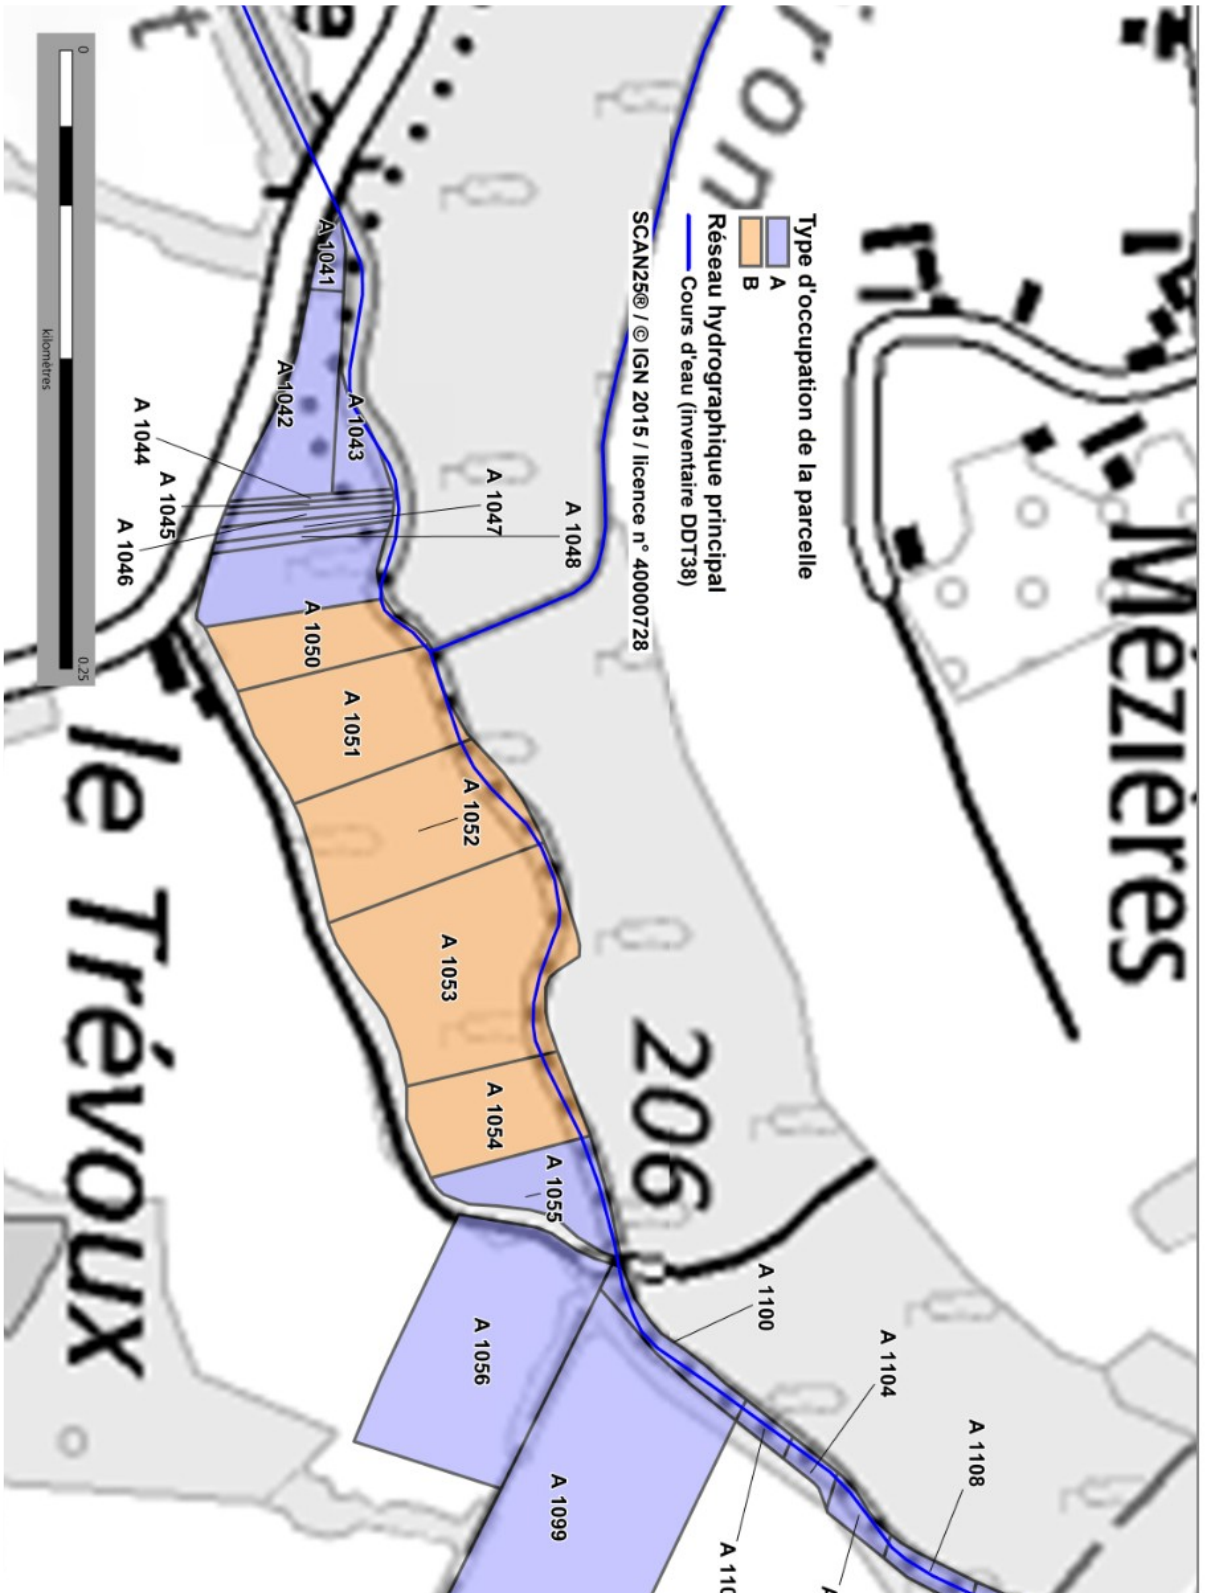 Mézières
ron
Type d'occupation de la parcelle
A
B
Réseau hydrographique principal
Cours d'eau (inventaire DDT38)
SCAN25® / © IGN 2015 / licence n° 40000728
206
A 1041
A 1042
A 1043
A 1044
A 1045
A 1046
A 1047
A 1048
A 1050
A 1051
A 1052
A 1053
A 1054
A 1055
A 1056
A 1099
A 1100
A 1104
A 1108
A 110
A
le Trévoux
0
0.25
kilomètres